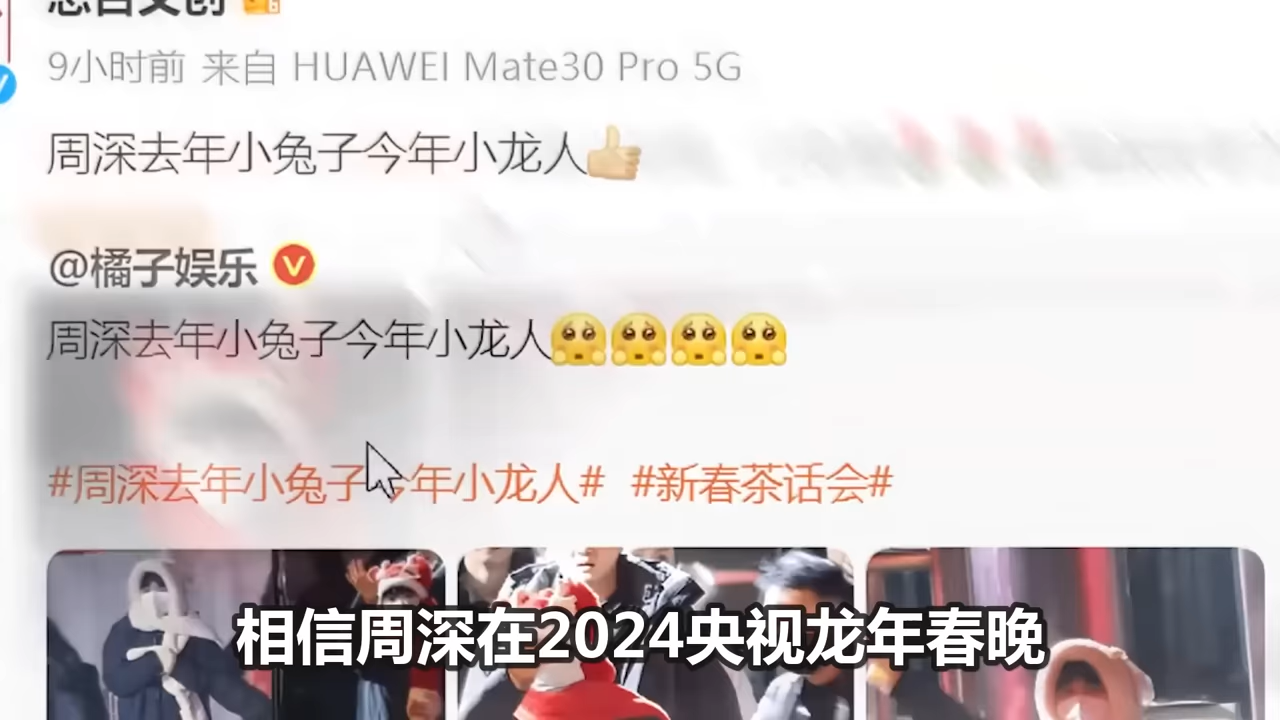 9小时前 来自 HUAWEI Mate30 Pro 5G
周深去年小兔子今年小龙人
@橘子娱乐
周深去年小兔子今年小龙人
#周深去年小兔子今年小龙人# #新春茶话会#
相信周深在2024央视龙年春晚